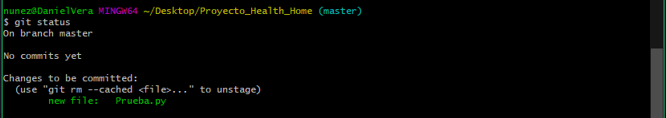 nunez@DanielVera MINGW64 ~/Desktop/Proyecto_Health_Home (master)
$ git status
On branch master
No commits yet
Changes to be committed:
  (use "git rm --cached <file>..." to unstage)
        new file:   Prueba.py